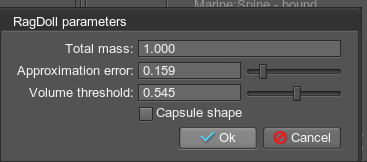 Marine:Spine - bound
RagDoll parameters
Total mass: 1.000
Approximation error: 0.159
Volume threshold: 0.545
Capsule shape
Ok Cancel